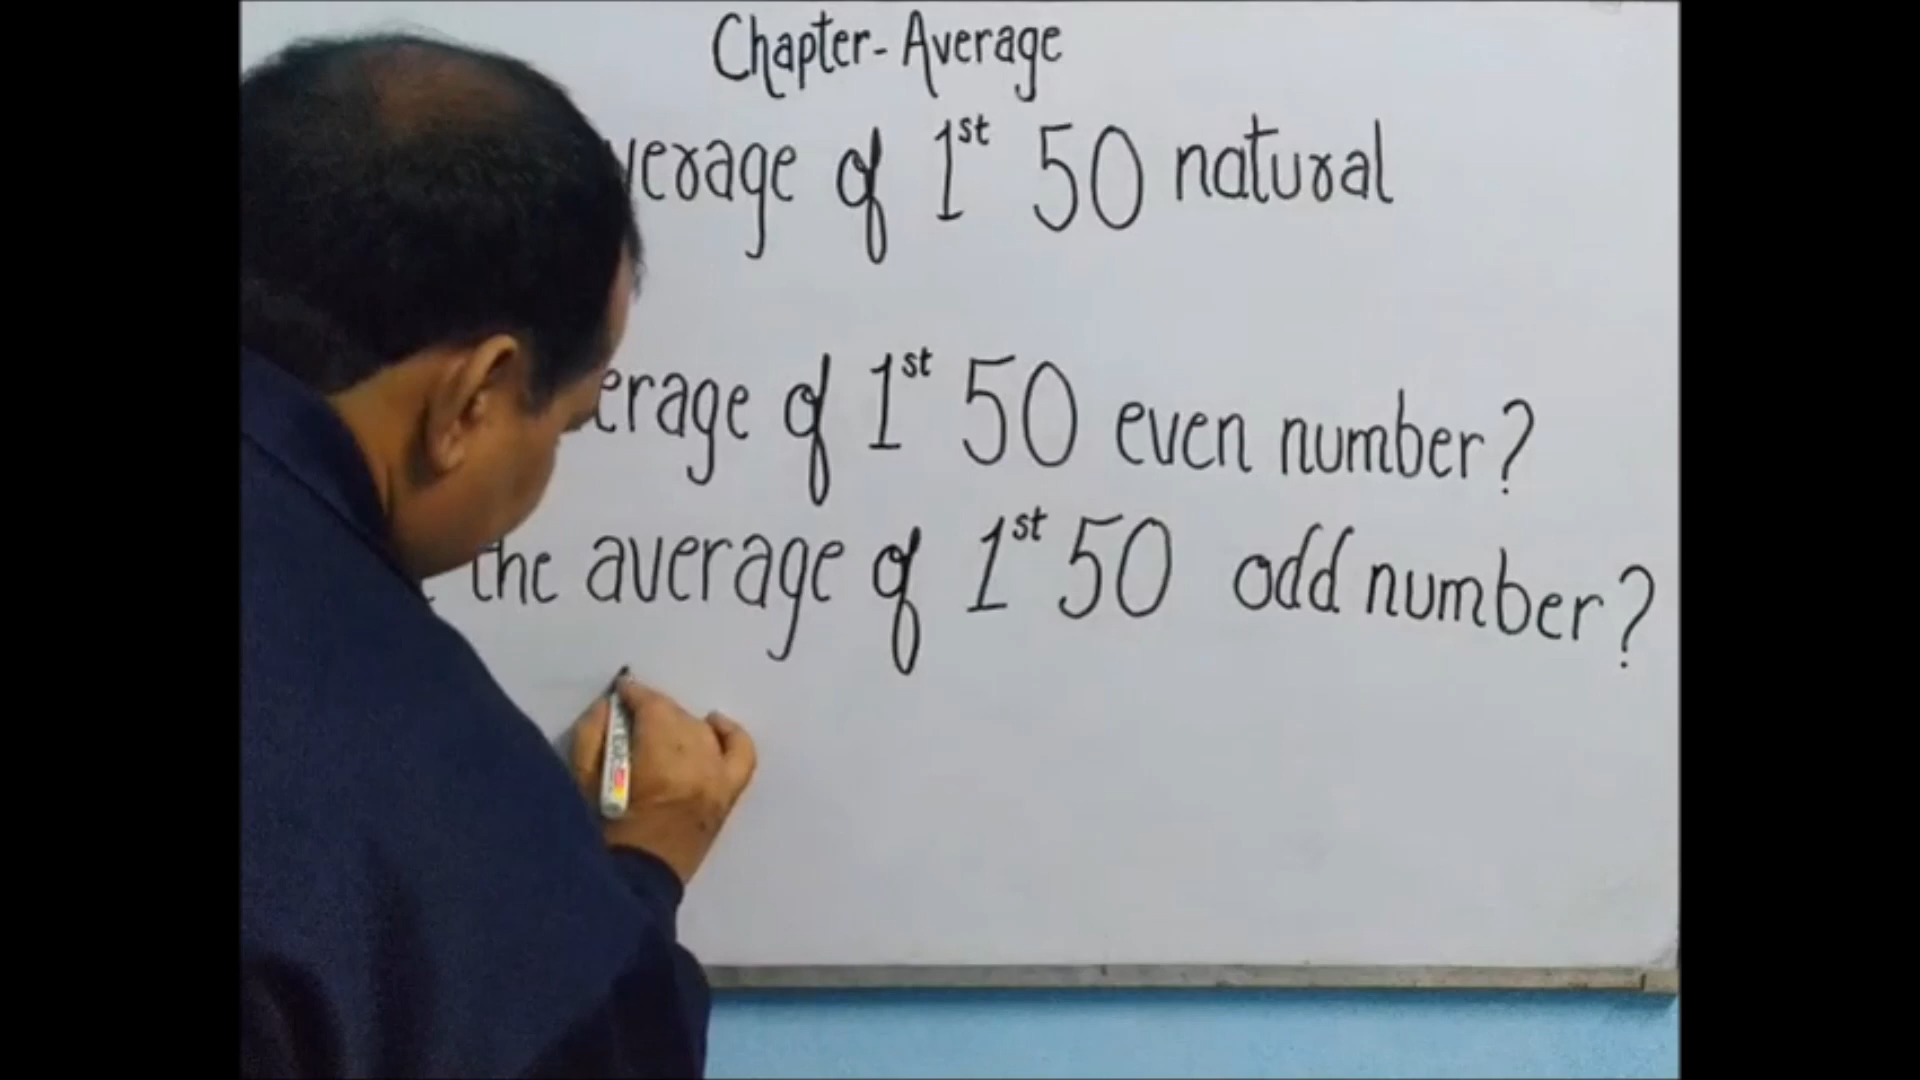 Chapter- Average
verage of 1st 50 natural
erage of 1st 50 even number?
the average of 1st 50 odd number?